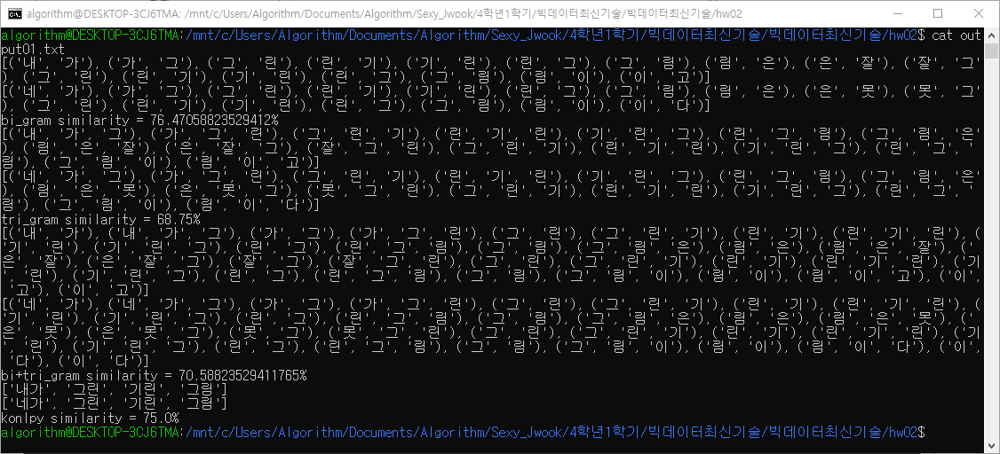 algorithm@DESKTOP-3CJ6TMA: /mnt/c/Users/Algorithm/Documents/Algorithm/Sexy_Jwook/4학년1학기/빅데이터최신기술/빅데이터최신기술/hw02
algorithm@DESKTOP-3CJ6TMA:/mnt/c/Users/Algorithm/Documents/Algorithm/Sexy_Jwook/4학년1학기/빅데이터최신기술/빅데이터최신기술/hw02$ cat out
put01.txt
[('내', '가'), ('가', '그'), ('그', '린'), ('린', '기'), ('기', '린'), ('린', '그'), ('그', '림'), ('림', '은'), ('은', '잘'), ('잘', '그'
), ('그', '린'), ('린', '기'), ('기', '린'), ('린', '그'), ('그', '림'), ('림', '이'), ('이', '고')]
[('네', '가'), ('가', '그'), ('그', '린'), ('린', '기'), ('기', '린'), ('린', '그'), ('그', '림'), ('림', '은'), ('은', '못'), ('못', '그'
), ('그', '린'), ('린', '기'), ('기', '린'), ('린', '그'), ('그', '림'), ('림', '이'), ('이', '다')]
bi_gram similarity = 76.47058823529412%
[('내', '가', '그'), ('가', '그', '린'), ('그', '린', '기'), ('린', '기', '린'), ('기', '린', '그'), ('린', '그', '림'), ('그', '림', '은'
), ('림', '은', '잘'), ('은', '잘', '그'), ('잘', '그', '린'), ('그', '린', '기'), ('린', '기', '린'), ('기', '린', '그'), ('린', '그', '
림'), ('그', '림', '이'), ('림', '이', '고')]
[('네', '가', '그'), ('가', '그', '린'), ('그', '린', '기'), ('린', '기', '린'), ('기', '린', '그'), ('린', '그', '림'), ('그', '림', '은'
), ('림', '은', '못'), ('은', '못', '그'), ('못', '그', '린'), ('그', '린', '기'), ('린', '기', '린'), ('기', '린', '그'), ('린', '그', '
림'), ('그', '림', '이'), ('림', '이', '다')]
tri_gram similarity = 68.75%
[('내', '가'), ('내', '가', '그'), ('가', '그'), ('가', '그', '린'), ('그', '린'), ('그', '린', '기'), ('린', '기'), ('린', '기', '린'), (
'기', '린'), ('기', '린', '그'), ('린', '그'), ('린', '그', '림'), ('그', '림'), ('그', '림', '은'), ('림', '은'), ('림', '은', '잘'), ('
은', '잘'), ('은', '잘', '그'), ('잘', '그'), ('잘', '그', '린'), ('그', '린'), ('그', '린', '기'), ('린', '기'), ('린', '기', '린'), ('기
', '린'), ('기', '린', '그'), ('린', '그'), ('린', '그', '림'), ('그', '림'), ('그', '림', '이'), ('림', '이'), ('림', '이', '고'), ('이',
'고'), ('이', '고')]
[('네', '가'), ('네', '가', '그'), ('가', '그'), ('가', '그', '린'), ('그', '린'), ('그', '린', '기'), ('린', '기'), ('린', '기', '린'), (
'기', '린'), ('기', '린', '그'), ('린', '그'), ('린', '그', '림'), ('그', '림'), ('그', '림', '은'), ('림', '은'), ('림', '은', '못'), ('
은', '못'), ('은', '못', '그'), ('못', '그'), ('못', '그', '린'), ('그', '린'), ('그', '린', '기'), ('린', '기'), ('린', '기', '린'), ('기
', '린'), ('기', '린', '그'), ('린', '그'), ('린', '그', '림'), ('그', '림'), ('그', '림', '이'), ('림', '이'), ('림', '이', '다'), ('이',
'다'), ('이', '다')]
bi+tri_gram similarity = 70.58823529411765%
['내가', '그린', '기린', '그림']
['네가', '그린', '기린', '그림']
konlpy similarity = 75.0%
algorithm@DESKTOP-3CJ6TMA:/mnt/c/Users/Algorithm/Documents/Algorithm/Sexy_Jwook/4학년1학기/빅데이터최신기술/빅데이터최신기술/hw02$